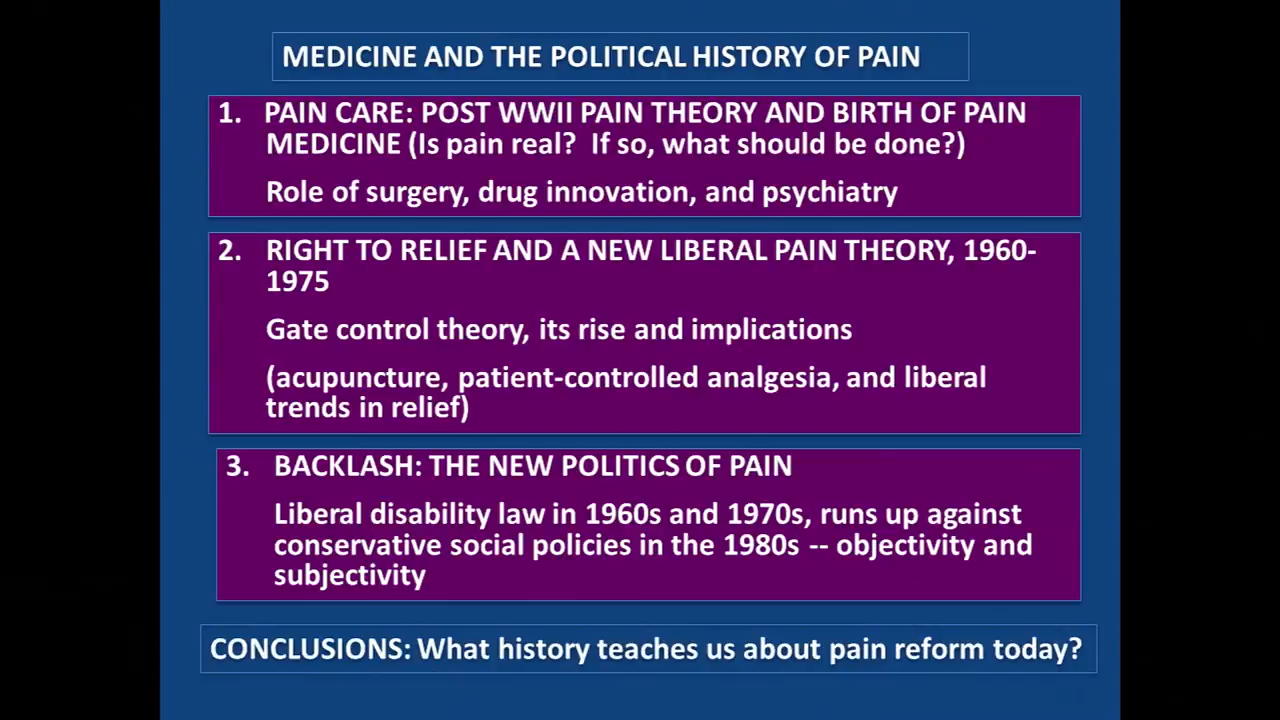 MEDICINE AND THE POLITICAL HISTORY OF PAIN
1. PAIN CARE: POST WWII PAIN THEORY AND BIRTH OF PAIN
MEDICINE (Is pain real? If so, what should be done?)
Role of surgery, drug innovation, and psychiatry
2. RIGHT TO RELIEF AND A NEW LIBERAL PAIN THEORY, 1960-
1975
Gate control theory, its rise and implications
(acupuncture, patient-controlled analgesia, and liberal
trends in relief)
3. BACKLASH: THE NEW POLITICS OF PAIN
Liberal disability law in 1960s and 1970s, runs up against
conservative social policies in the 1980s -- objectivity and
subjectivity
CONCLUSIONS: What history teaches us about pain reform today?